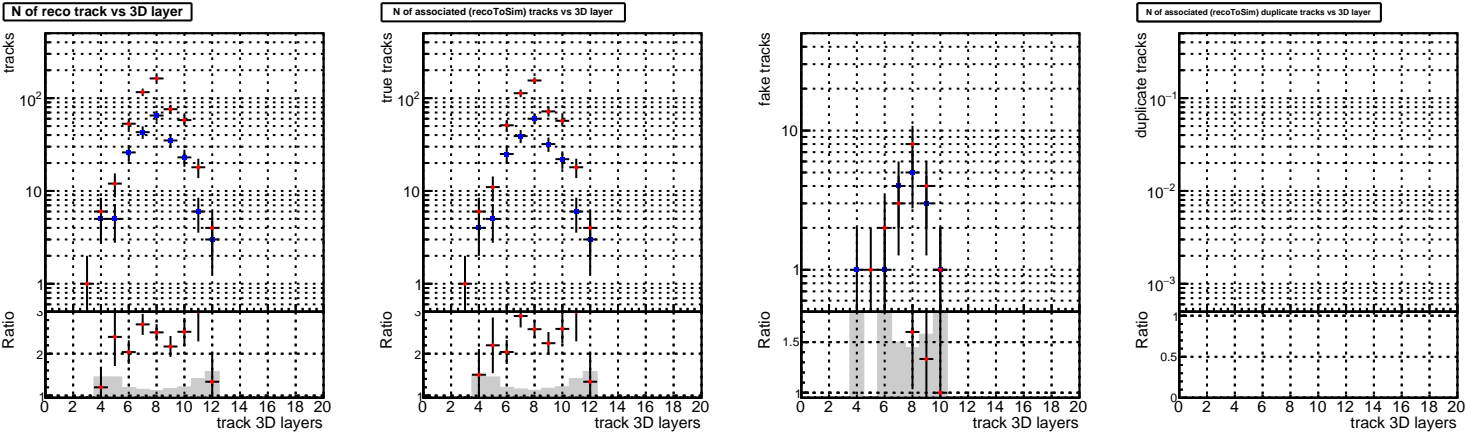 N of reco track vs 3D layer
tracks
10²
10
1
Ratio
3
2
1
0 2 4 6 8 10 12 14 16 18 20
track 3D layers
N of associated (recoToSim) tracks vs 3D layer
true tracks
10²
10
1
Ratio
3
2
1
0 2 4 6 8 10 12 14 16 18 20
track 3D layers
fake tracks
10
1
Ratio
1.5
1
0 2 4 6 8 10 12 14 16 18 20
track 3D layers
N of associated (recoToSim) duplicate tracks vs 3D layer
duplicate tracks
10⁻¹
10⁻²
10⁻³
Ratio
1
0.5
0
0 2 4 6 8 10 12 14 16 18 20
track 3D layers